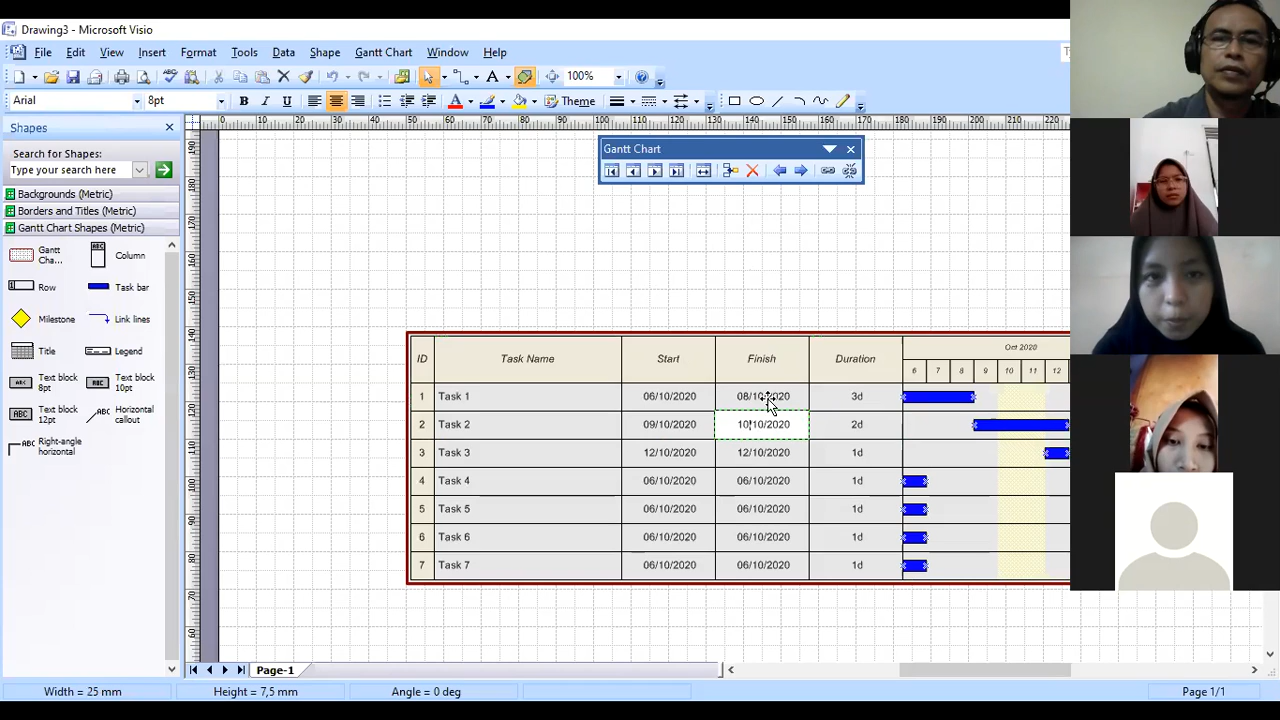 Drawing3 - Microsoft Visio
File Edit View Insert Format Tools Data Shape Gantt Chart Window Help
100%
Arial 8pt B I U A Theme
Shapes
Search for Shapes:
Type your search here
Backgrounds (Metric)
Borders and Titles (Metric)
Gantt Chart Shapes (Metric)
Gantt Cha... Column
Row Task bar
Milestone Link lines
Title Legend
Text block 8pt Text block 10pt
Text block 12pt Horizontal callout
Right-angle horizontal
Gantt Chart
ID Task Name Start Finish Duration Oct 2020
6 7 8 9 10 11 12
1 Task 1 06/10/2020 08/10/2020 3d
2 Task 2 09/10/2020 10/10/2020 2d
3 Task 3 12/10/2020 12/10/2020 1d
4 Task 4 06/10/2020 06/10/2020 1d
5 Task 5 06/10/2020 06/10/2020 1d
6 Task 6 06/10/2020 06/10/2020 1d
7 Task 7 06/10/2020 06/10/2020 1d
Page-1
Width = 25 mm Height = 7,5 mm Angle = 0 deg Page 1/1